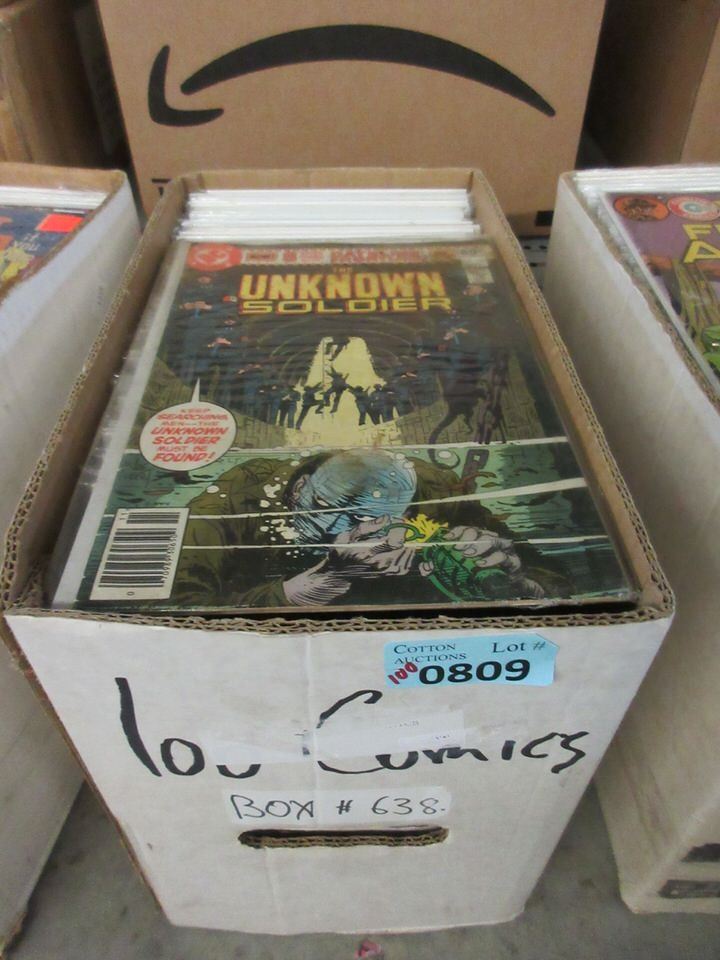 DC
THE
UNKNOWN
SOLDIER
KEEP
SEARCHING
MEN--THE
UNKNOWN
SOLDIER
MUST BE
FOUND!
COTTON Lot #
AUCTIONS
100 0809
100 Comics
BOX # 638.